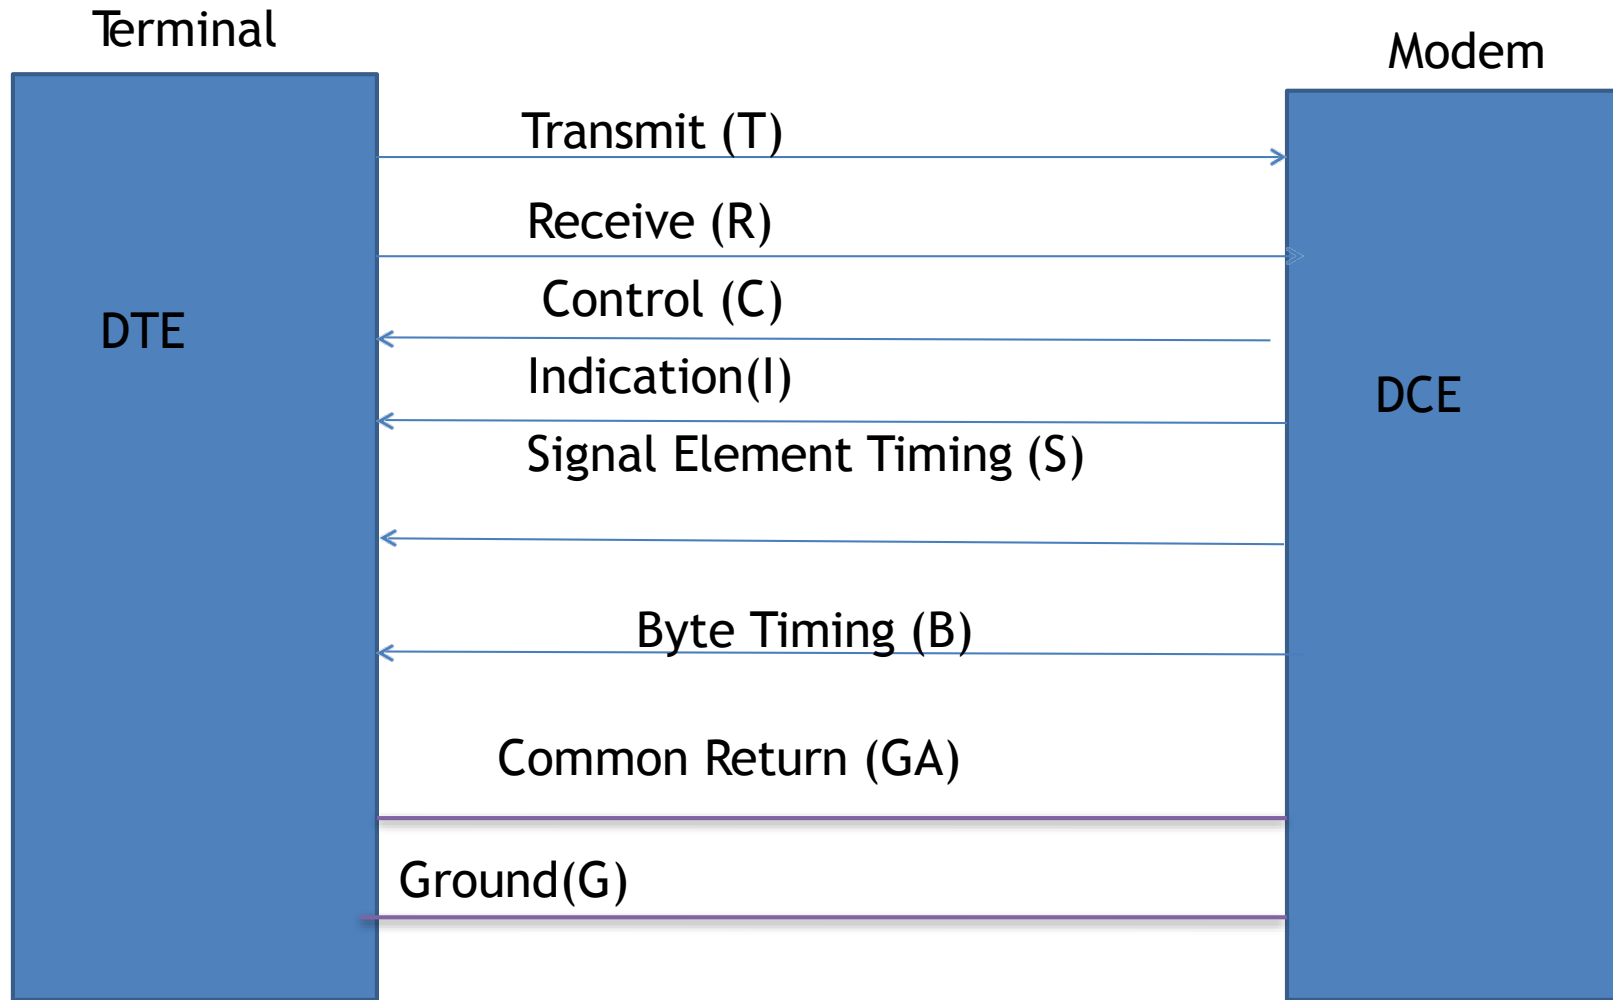 Terminal
Modem
Transmit (T)
Receive (R)
Control (C)
DTE
Indication(I)
DCE
Signal Element Timing (S)
Byte Timing (B)
Common Return (GA)
Ground(G)